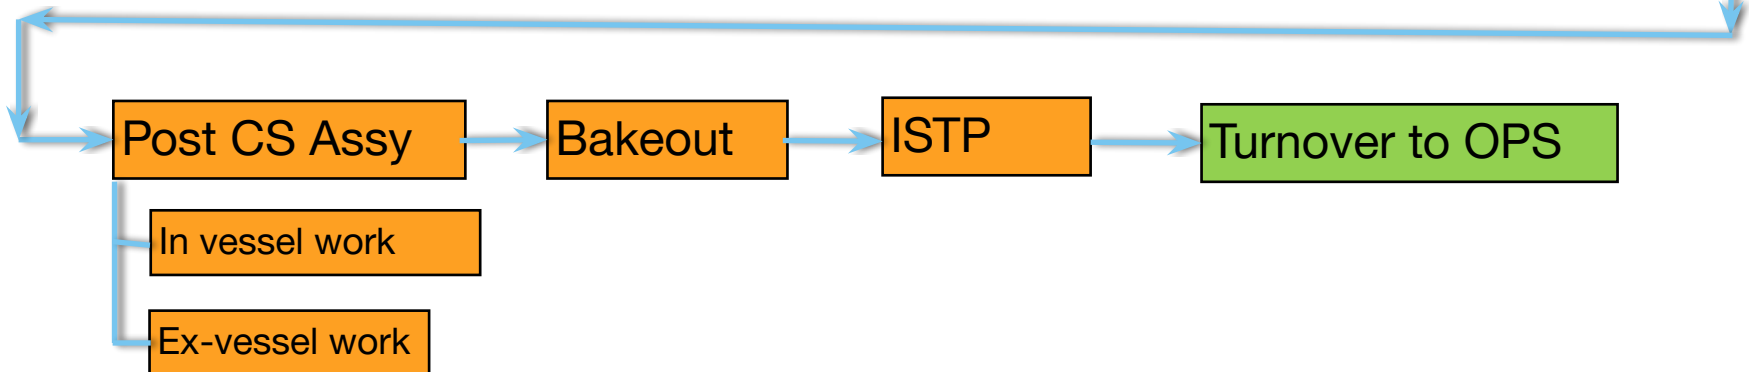 Post CS Assy
Bakeout
ISTP
Turnover to OPS
In vessel work
Ex-vessel work